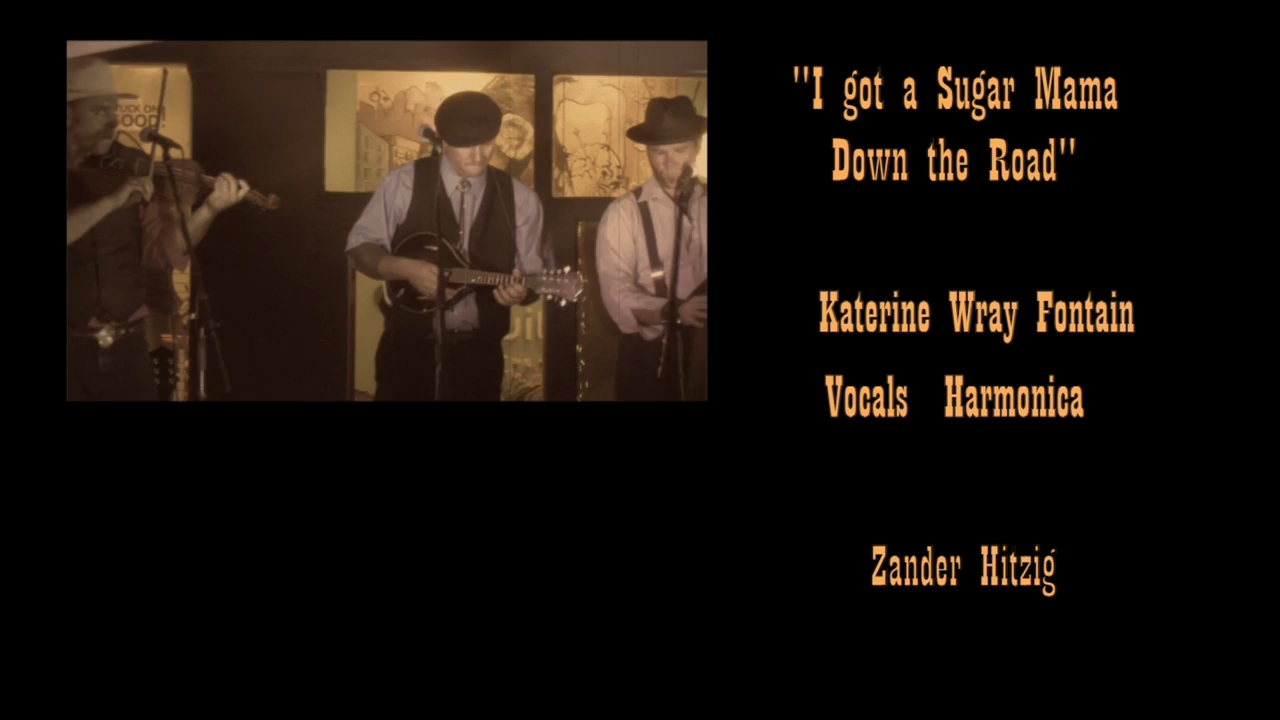 "I got a Sugar Mama
Down the Road"
Katerine Wray Fontain
Vocals Harmonica
Zander Hitzig